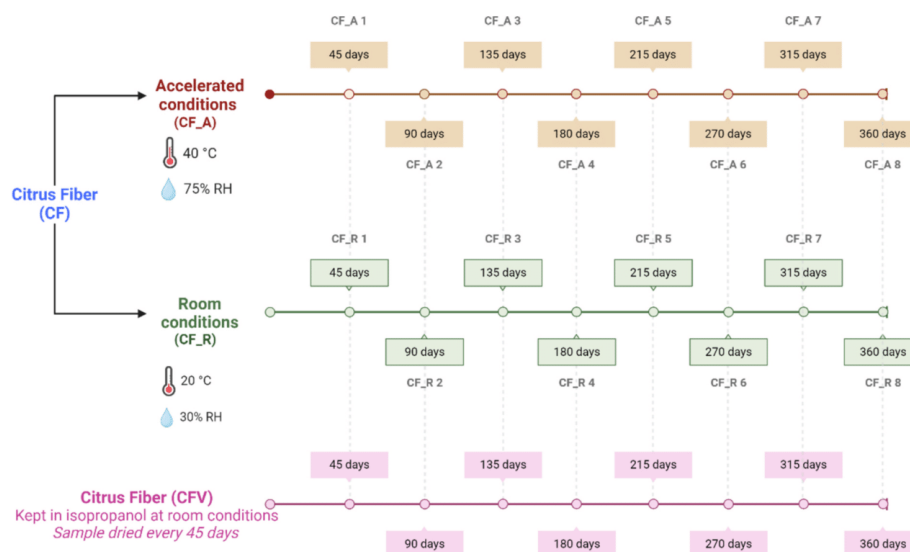 CF_A 1
CF_A 3
CF_A 5
CF_A 7
45 days
135 days
215 days
315 days
Accelerated
conditions
(CF_A)
40 °C
75% RH
90 days
180 days
270 days
360 days
CF_A 2
CF_A 4
CF_A 6
CF_A 8
Citrus Fiber
(CF)
CF_R 1
CF_R 3
CF_R 5
CF_R 7
45 days
135 days
215 days
315 days
Room
conditions
(CF_R)
20 °C
30% RH
90 days
180 days
270 days
360 days
CF_R 2
CF_R 4
CF_R 6
CF_R 8
45 days
135 days
215 days
315 days
Citrus Fiber (CFV)
Kept in isopropanol at room conditions
Sample dried every 45 days
90 days
180 days
270 days
360 days